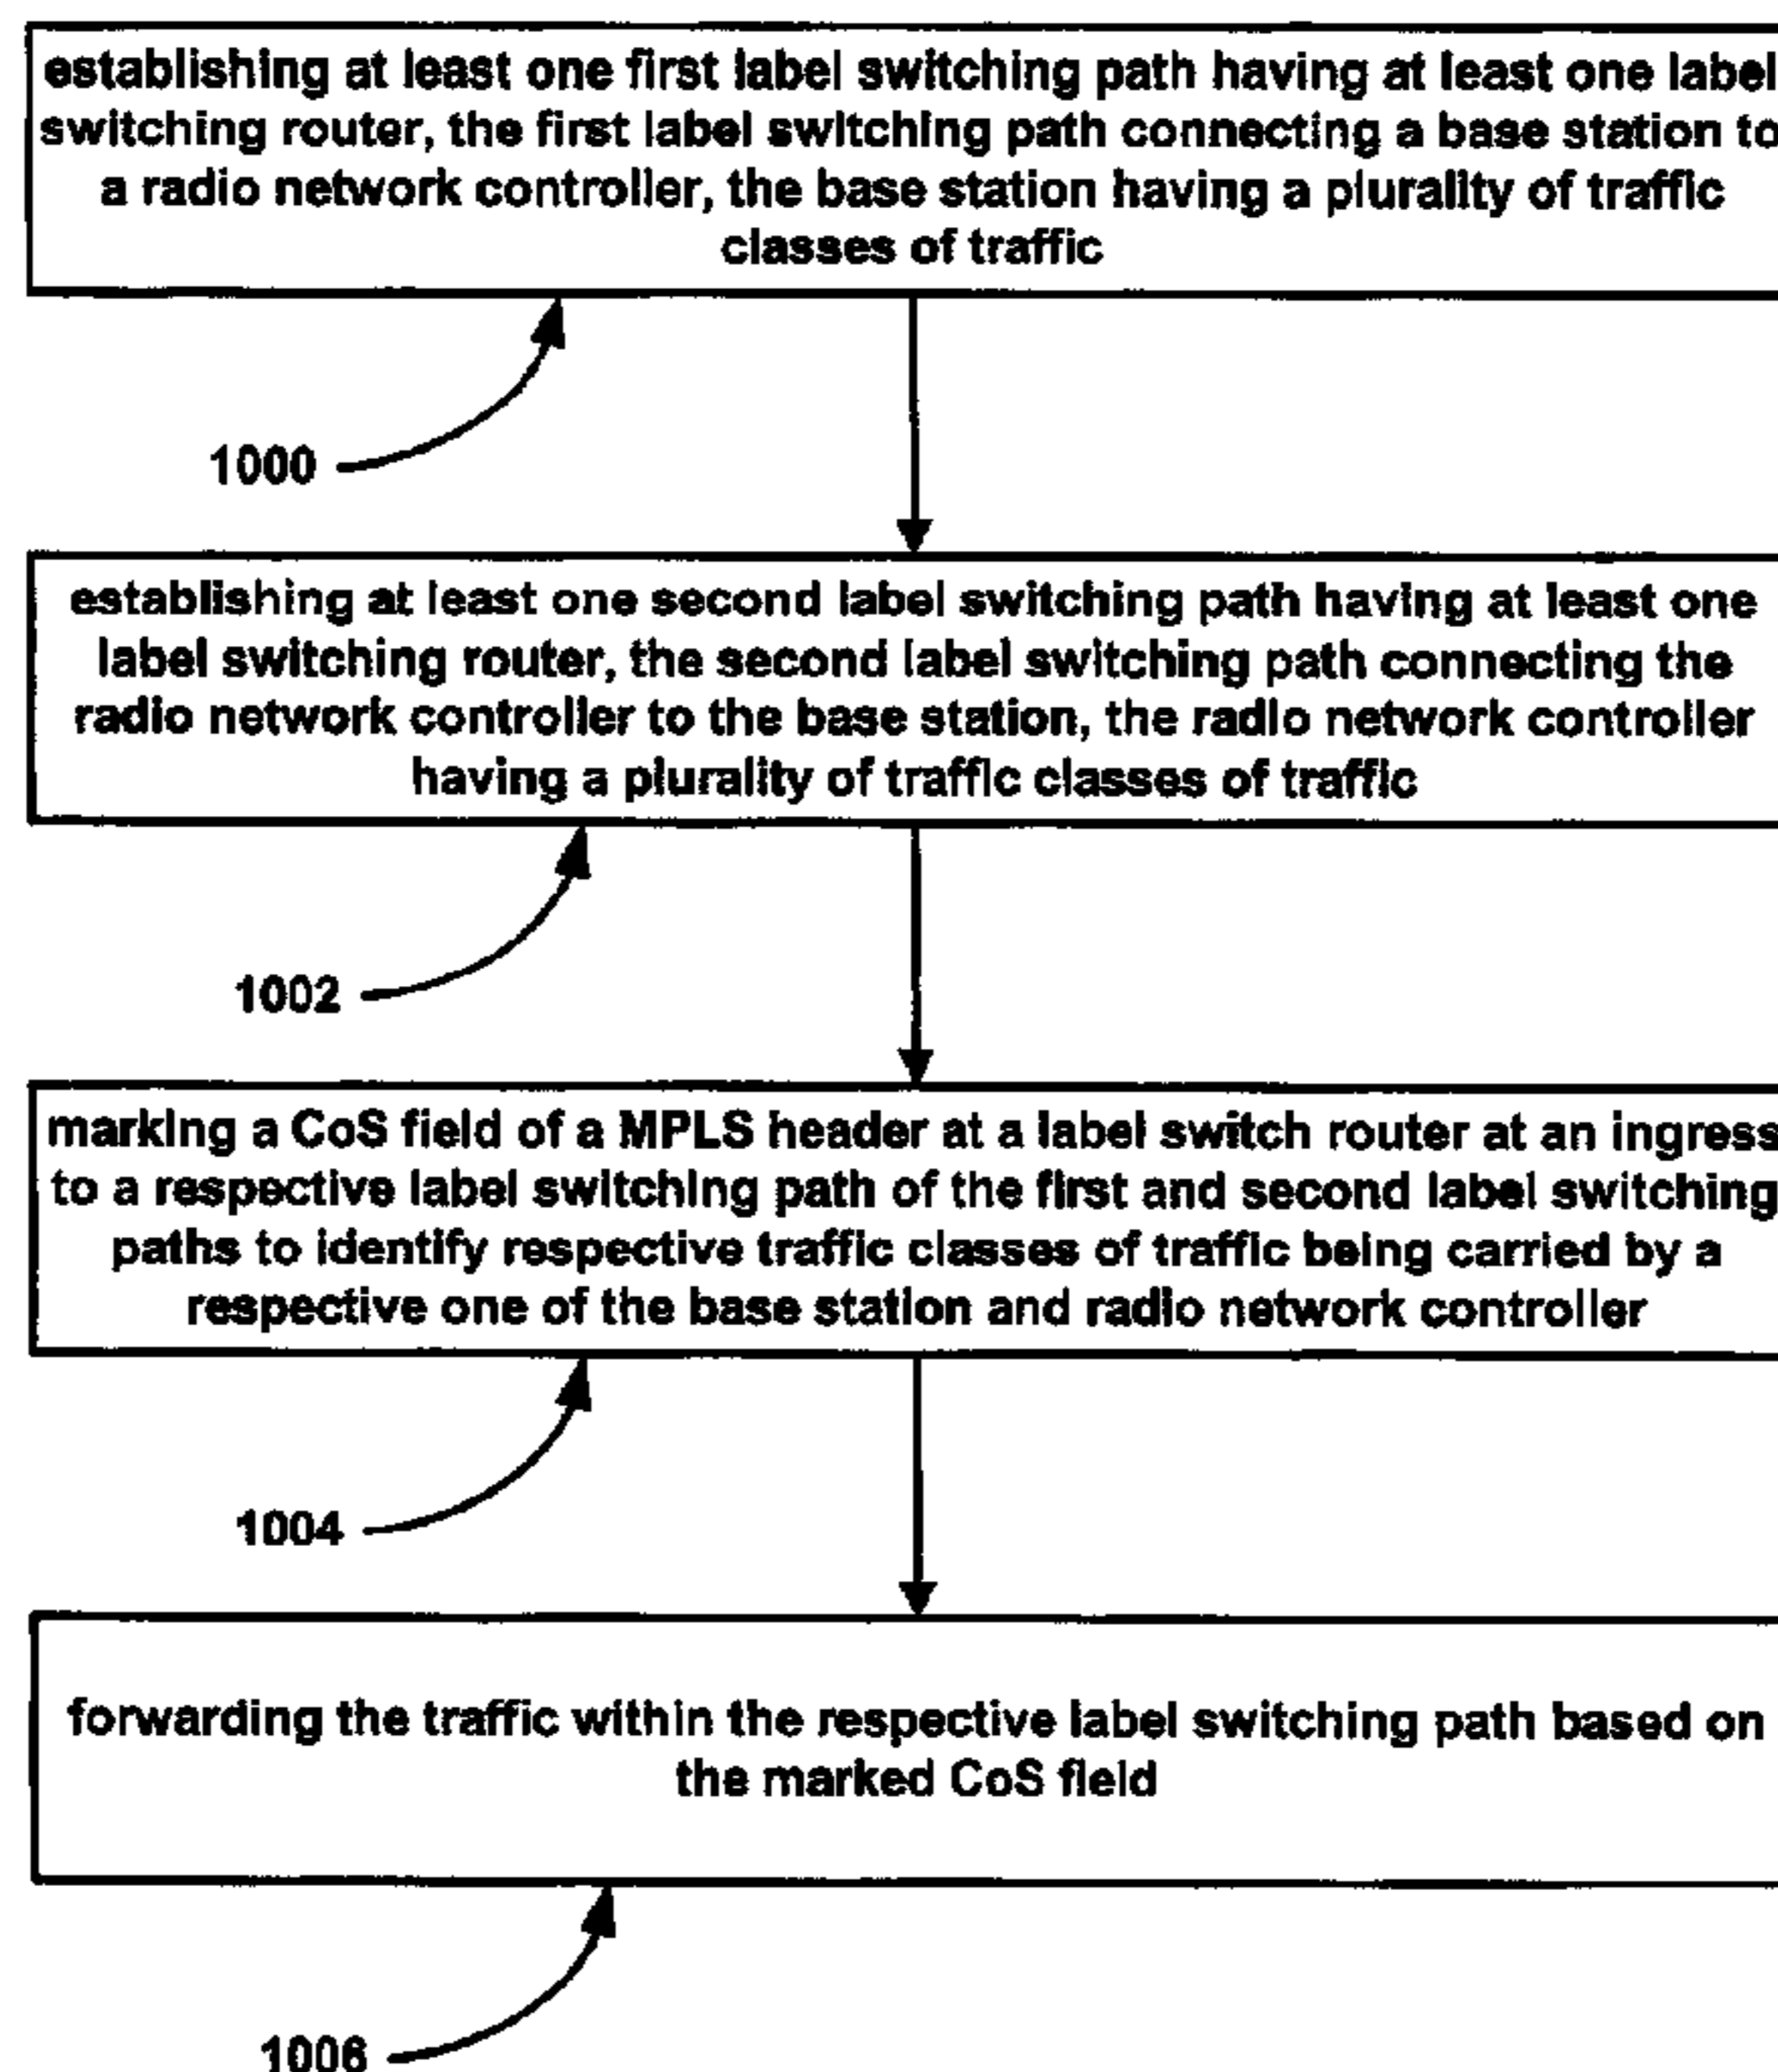 establishing at least one first label switching path having at least one label
switching router, the first label switching path connecting a base station to
a radio network controller, the base station having a plurality of traffic
classes of traffic
1000
establishing at least one second label switching path having at least one
label switching router, the second label switching path connecting the
radio network controller to the base station, the radio network controller
having a plurality of traffic classes of traffic
1002
marking a CoS field of a MPLS header at a label switch router at an ingress
to a respective label switching path of the first and second label switching
paths to identify respective traffic classes of traffic being carried by a
respective one of the base station and radio network controller
1004
forwarding the traffic within the respective label switching path based on
the marked CoS field
1006